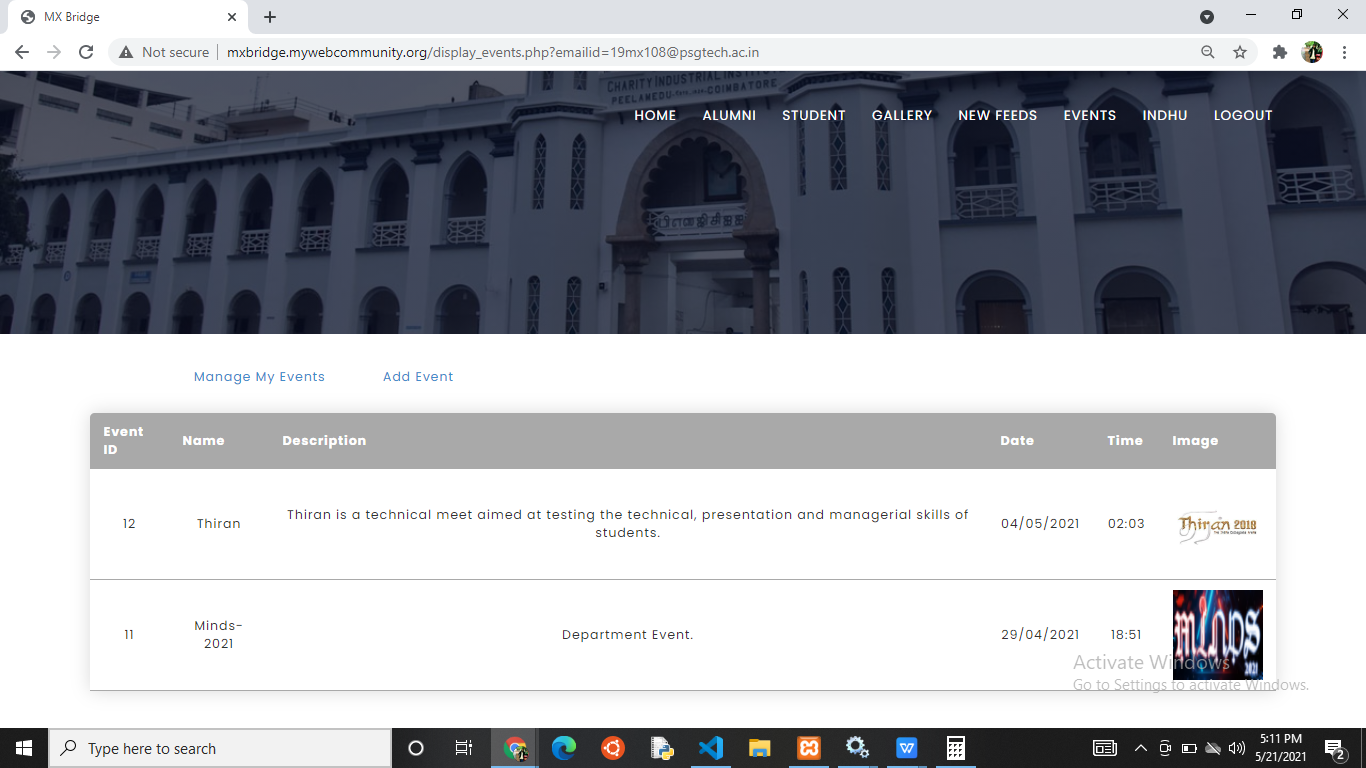 MX Bridge
Not secure
mxbridge.mywebcommunity.org/display_events.php?emailid=19mx108@psgtech.ac.in
CHARITY INDUSTRIAL INSTIT
PEELAMEDU COIMBATORE
HOME ALUMNI STUDENT GALLERY NEW FEEDS EVENTS INDHU LOGOUT
Manage My Events Add Event
Event
ID
Name Description Date Time Image
12 Thiran
Thiran is a technical meet aimed at testing the technical, presentation and managerial skills of
students.
04/05/2021 02:03
Thiran 2018
11
Minds-
2021
Department Event.
29/04/2021 18:51
minds
2021
Activate Windows
Go to Settings to activate Windows.
Type here to search
5:11 PM
5/21/2021
2